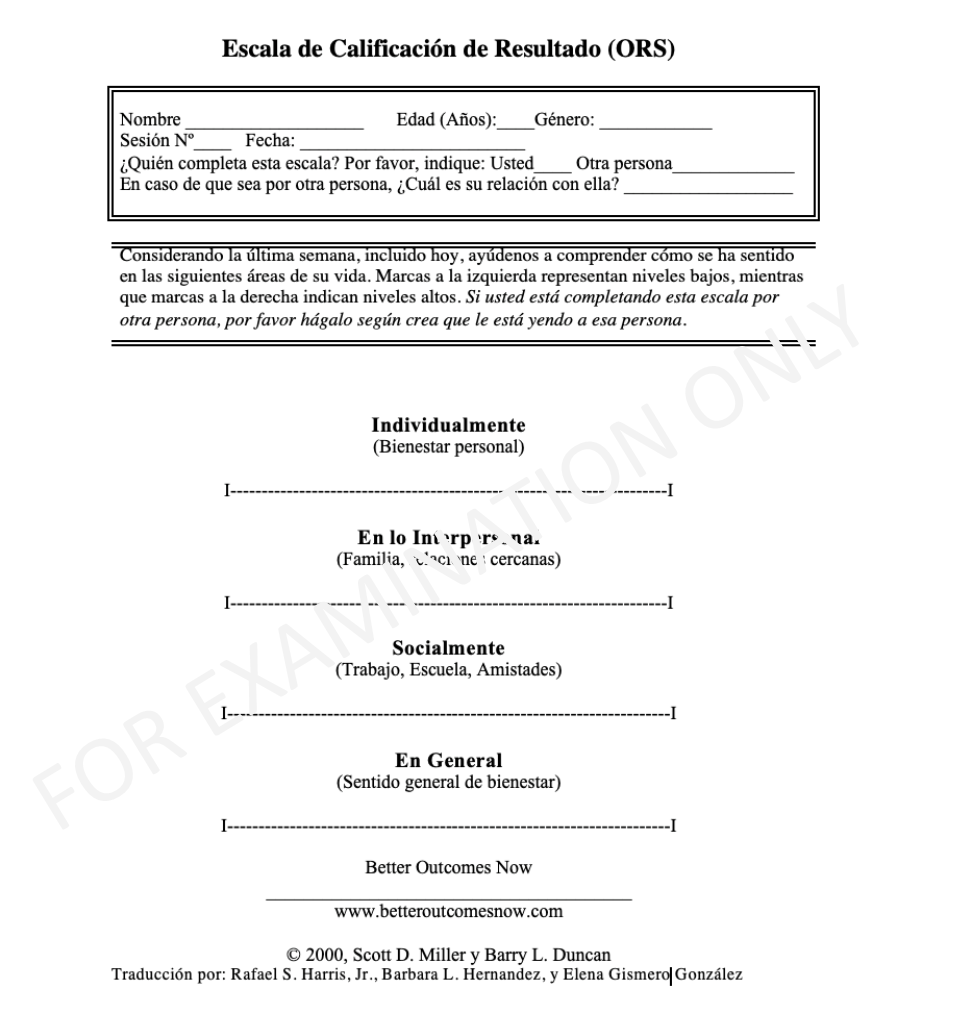 Escala de Calificación de Resultado (ORS)
Nombre ___________________ Edad (Años):____Género: ____________
Sesión Nº____ Fecha: ________________________
¿Quién completa esta escala? Por favor, indique: Usted____ Otra persona_____________
En caso de que sea por otra persona, ¿Cuál es su relación con ella? __________________
Considerando la última semana, incluido hoy, ayúdenos a comprender cómo se ha sentido
en las siguientes áreas de su vida. Marcas a la izquierda representan niveles bajos, mientras
que marcas a la derecha indican niveles altos. Si usted está completando esta escala por
otra persona, por favor hágalo según crea que le está yendo a esa persona.
Individualmente
(Bienestar personal)
I----------------------------------------------------------------------I
En lo Interpersonal
(Familia, relaciones cercanas)
I----------------------------------------------------------------------I
Socialmente
(Trabajo, Escuela, Amistades)
I-----------------------------------------------------------------------I
En General
(Sentido general de bienestar)
I-----------------------------------------------------------------------I
Better Outcomes Now
_______________________________________
www.betteroutcomesnow.com
© 2000, Scott D. Miller y Barry L. Duncan
Traducción por: Rafael S. Harris, Jr., Barbara L. Hernandez, y Elena Gismero González
FOR EXAMINATION ONLY